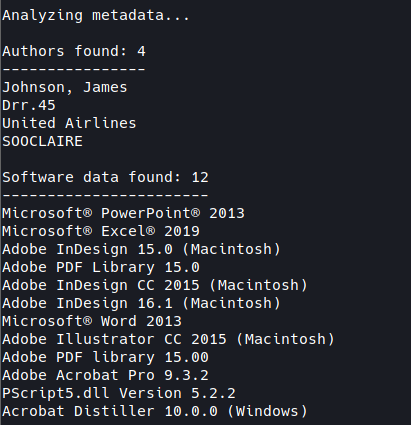 Analyzing metadata...
Authors found: 4
----------------
Johnson, James
Drr.45
United Airlines
SOOCLAIRE
Software data found: 12
-----------------------
Microsoft® PowerPoint® 2013
Microsoft® Excel® 2019
Adobe InDesign 15.0 (Macintosh)
Adobe PDF Library 15.0
Adobe InDesign CC 2015 (Macintosh)
Adobe InDesign 16.1 (Macintosh)
Microsoft® Word 2013
Adobe Illustrator CC 2015 (Macintosh)
Adobe PDF library 15.00
Adobe Acrobat Pro 9.3.2
PScript5.dll Version 5.2.2
Acrobat Distiller 10.0.0 (Windows)